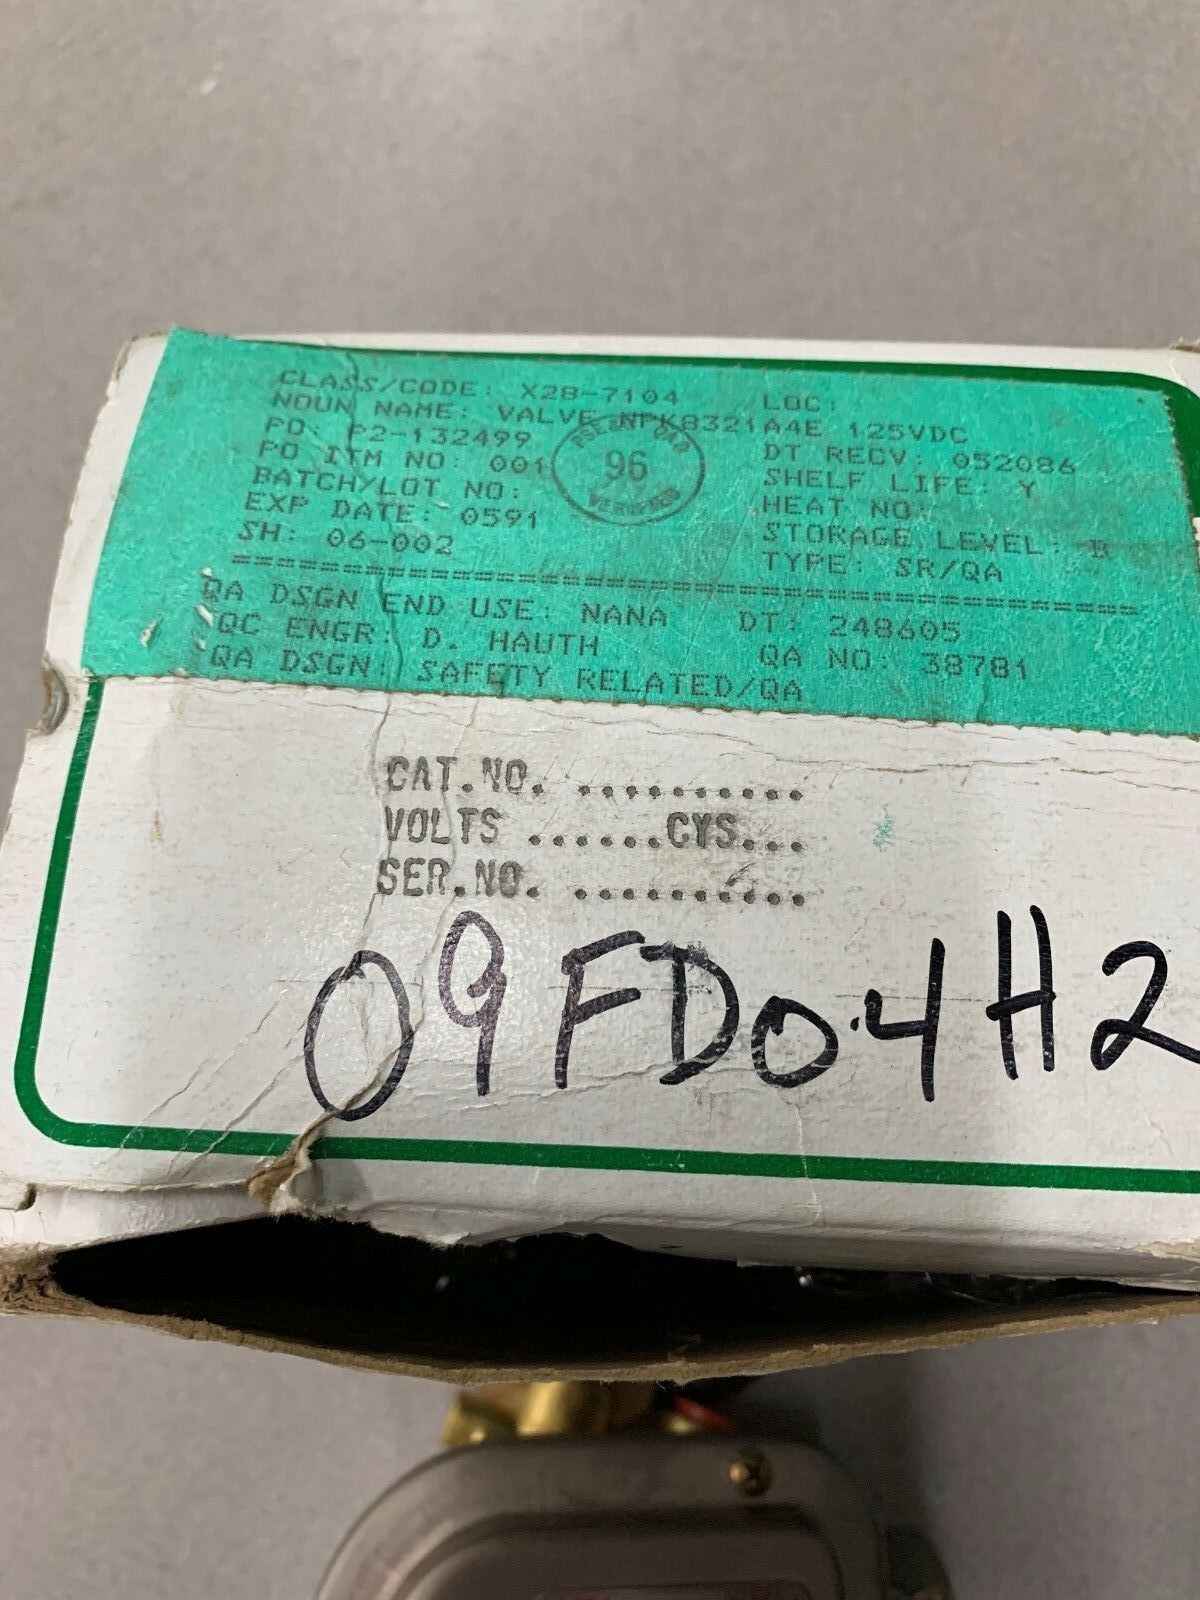 CLASS/CODE: X28-7104 LOC:
NOUN NAME: VALVE NPK8321A4E 125VDC
PO: P2-132499 DT RECV: 052086
PO ITM NO: 001 SHELF LIFE: Y
BATCH/LOT NO: HEAT NO:
EXP DATE: 0591 STORAGE LEVEL: B
SH: 06-002 TYPE: SR/QA
96
QA DSGN END USE: NANA DT: 248605
QC ENGR: D. HAUTH QA NO: 38781
QA DSGN: SAFETY RELATED/QA
CAT.NO. ..........
VOLTS ......CYS...
SER.NO. ..........
09FD04H2